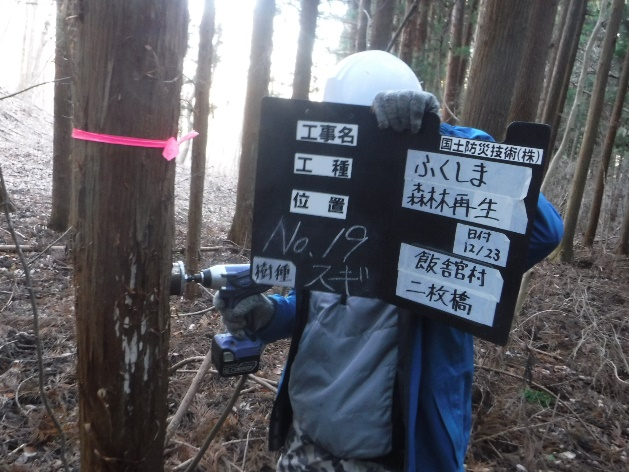 工事名
工種
位置
No. 19
樹種
スギ
国土防災技術(株)
ふくしま
森林再生
日付
12/23
飯舘村
二枚橋